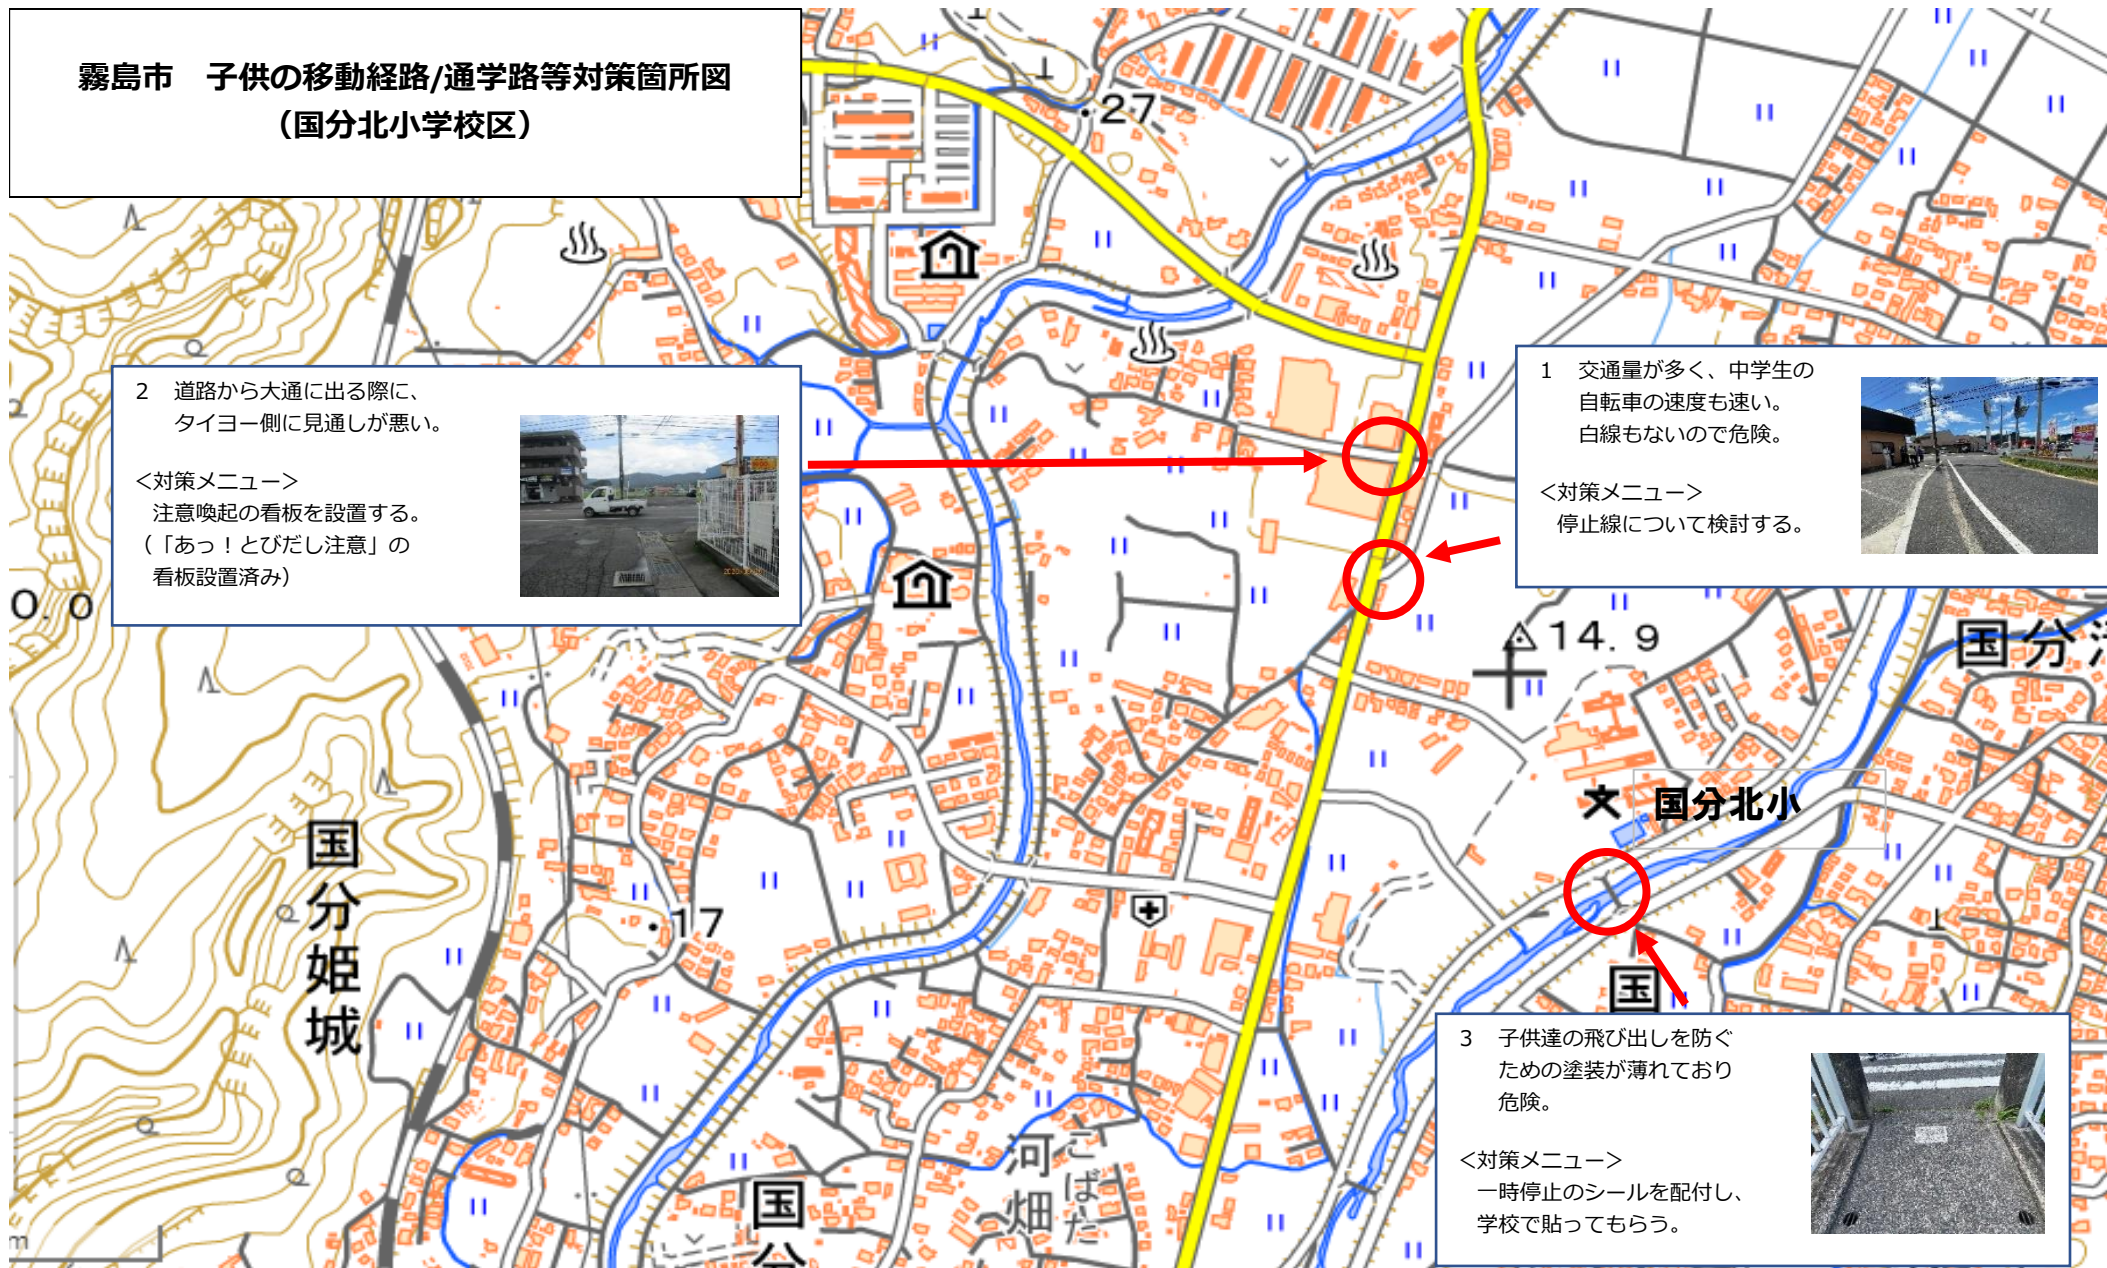 霧島市　子供の移動経路/通学路等対策箇所図
（国分北小学校区）
27
2　道路から大通に出る際に、
タイヨー側に見通しが悪い。
＜対策メニュー＞
注意喚起の看板を設置する。
（「あっ！とびだし注意」の
看板設置済み）
1　交通量が多く、中学生の
自転車の速度も速い。
白線もないので危険。
＜対策メニュー＞
停止線について検討する。
0.0
14.9
国分
国分北小
国分姫城
17
国
3　子供達の飛び出しを防ぐ
ための塗装が薄れており
危険。
＜対策メニュー＞
一時停止のシールを配付し、
学校で貼ってもらう。
河畑
こばた
国分
m